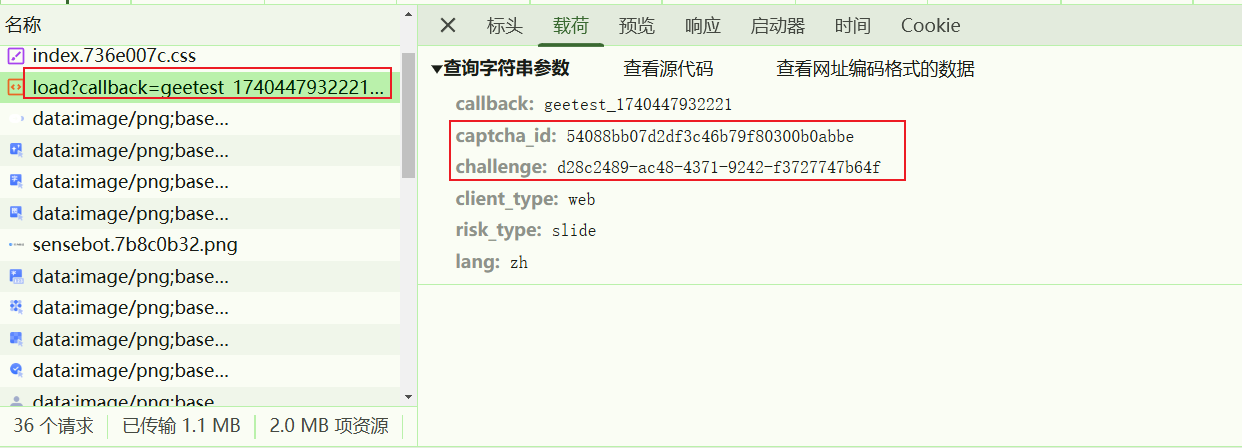 名称
标头 载荷 预览 响应 启动器 时间 Cookie
index.736e007c.css
load?callback=geetest_1740447932221...
data:image/png;base...
data:image/png;base...
data:image/png;base...
data:image/png;base...
sensebot.7b8c0b32.png
data:image/png;base...
data:image/png;base...
data:image/png;base...
data:image/png;base...
data:image/png;base...
36 个请求 已传输 1.1 MB 2.0 MB 项资源
▼查询字符串参数 查看源代码 查看网址编码格式的数据
callback: geetest_1740447932221
captcha_id: 54088bb07d2df3c46b79f80300b0abbe
challenge: d28c2489-ac48-4371-9242-f3727747b64f
client_type: web
risk_type: slide
lang: zh